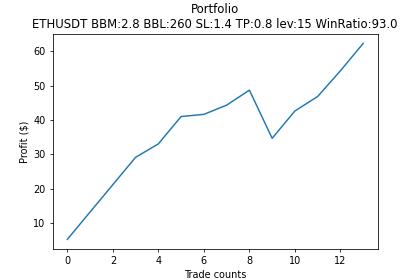 Portfolio
ETHUSDT BBM:2.8 BBL:260 SL:1.4 TP:0.8 lev:15 WinRatio:93.0
60
50
40
30
20
10
Profit ($)
0 2 4 6 8 10 12
Trade counts